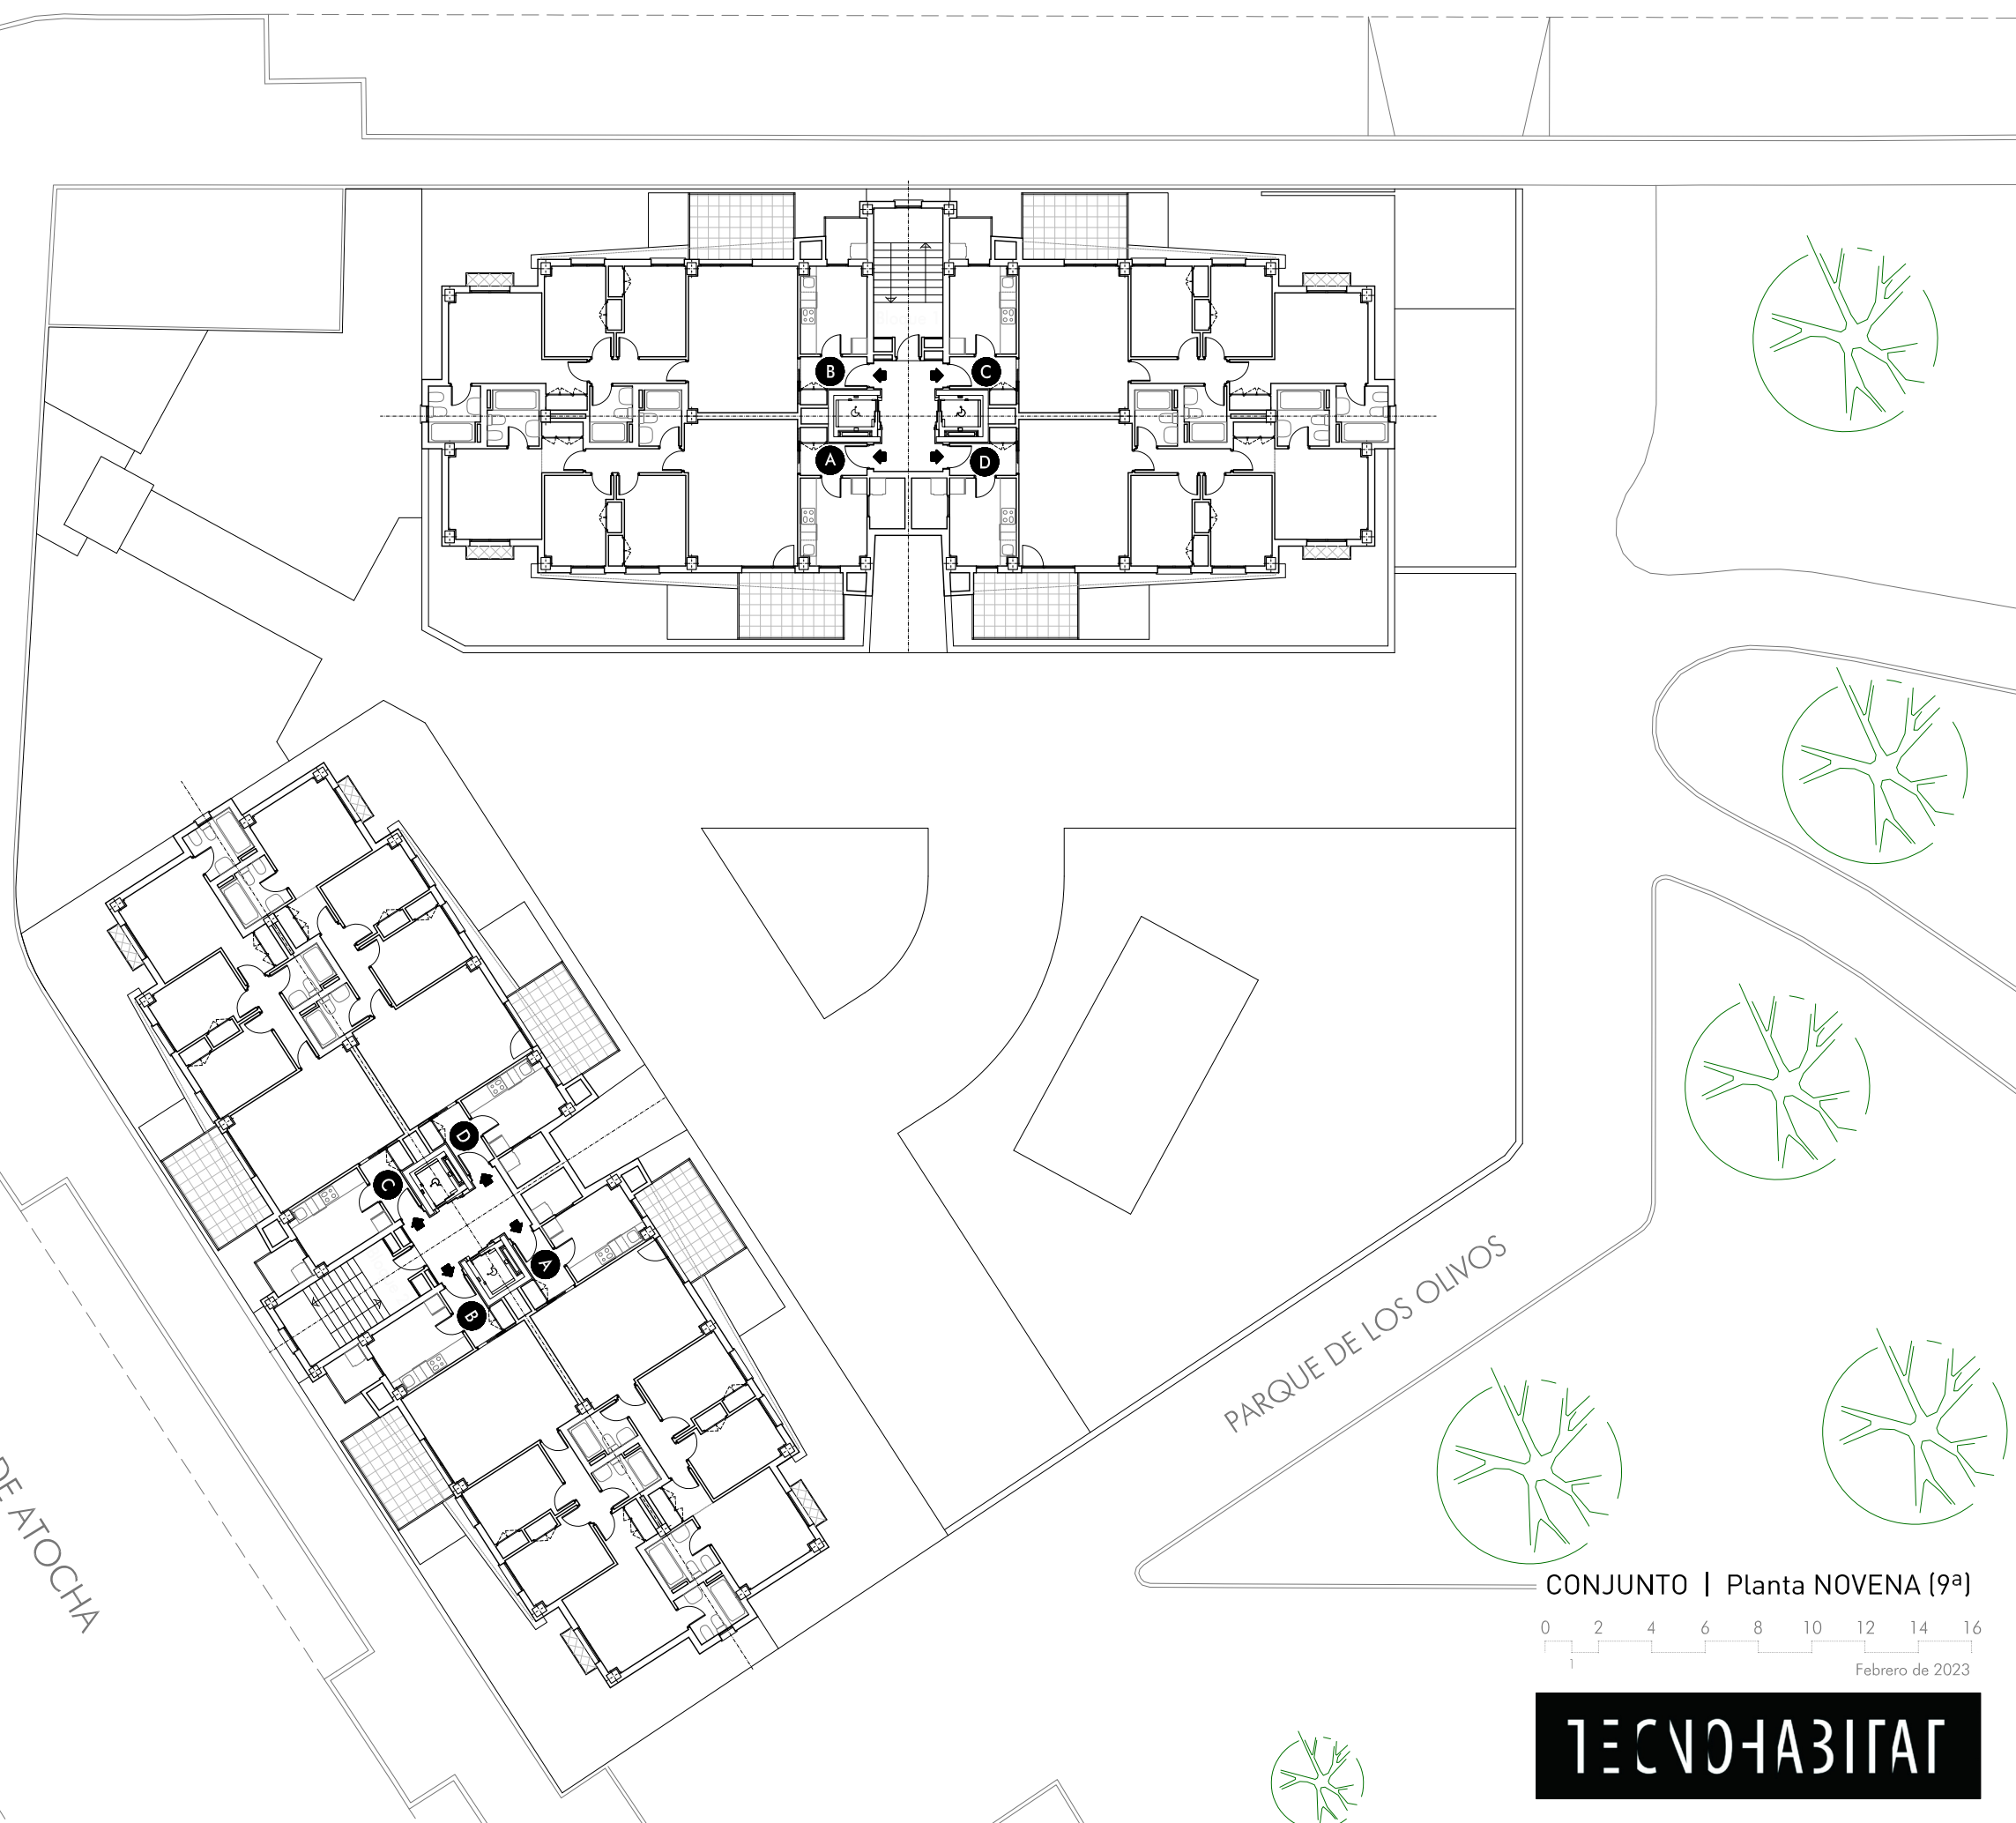 B
C
A
D
D
C
A
B
PARQUE DE LOS OLIVOS
DE ATOCHA
CONJUNTO | Planta NOVENA (9ª)
0 2 4 6 8 10 12 14 16
1
Febrero de 2023
TECNOHABITAT